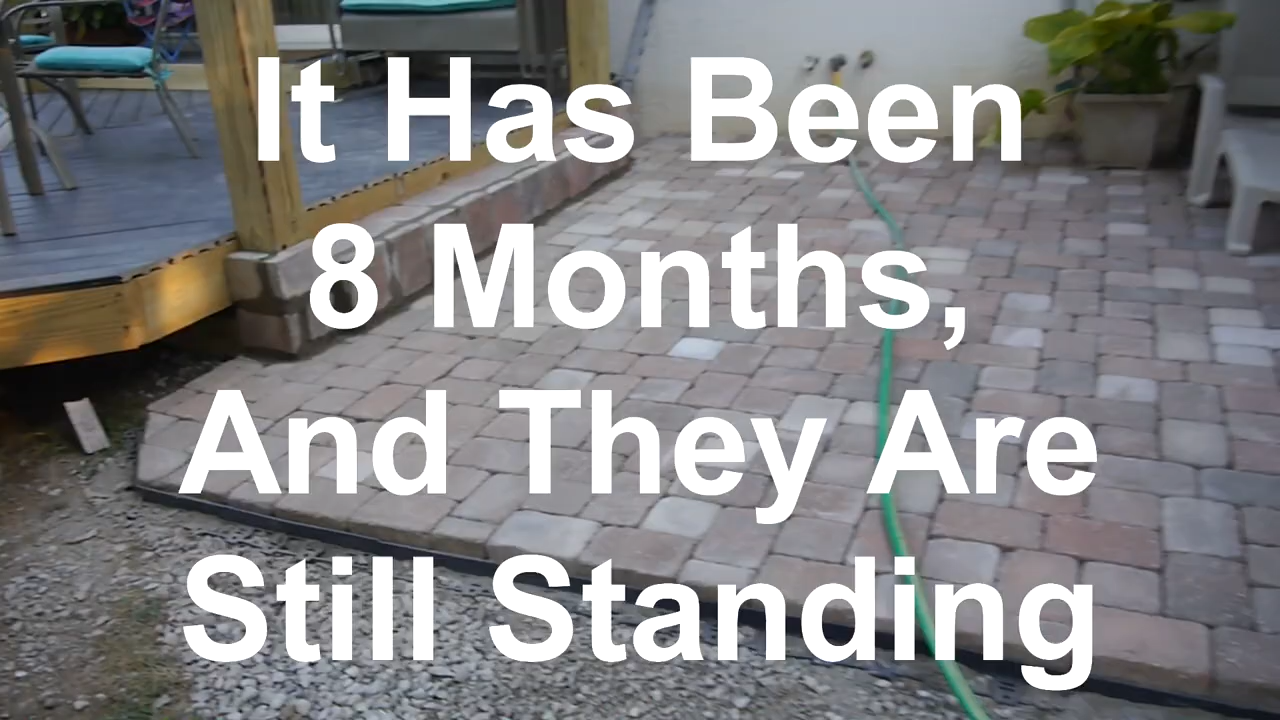 It Has Been
8 Months,
And They Are
Still Standing